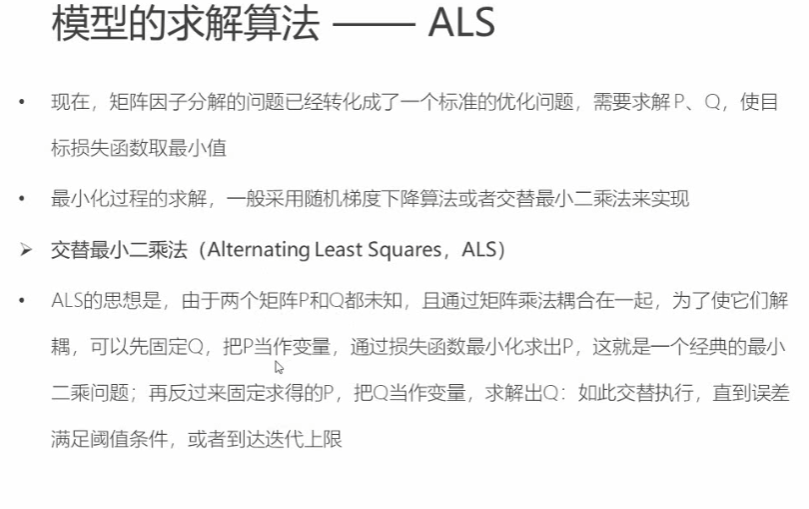 模型的求解算法 —— ALS
• 现在，矩阵因子分解的问题已经转化成了一个标准的优化问题，需要求解 P、Q，使目
标损失函数取最小值
• 最小化过程的求解，一般采用随机梯度下降算法或者交替最小二乘法来实现
➢ 交替最小二乘法（Alternating Least Squares，ALS）
• ALS的思想是，由于两个矩阵P和Q都未知，且通过矩阵乘法耦合在一起，为了使它们解
耦，可以先固定Q，把P当作变量，通过损失函数最小化求出P，这就是一个经典的最小
二乘问题；再反过来固定求得的P，把Q当作变量，求解出Q：如此交替执行，直到误差
满足阈值条件，或者到达迭代上限